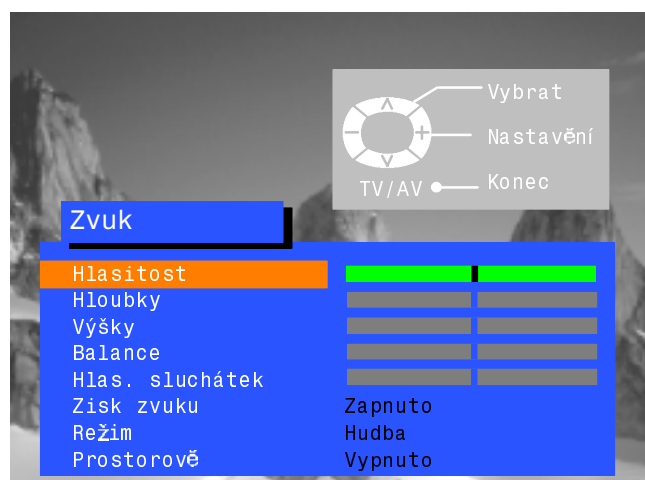 Vybrat
Nastavění
TV/AV Konec
Zvuk
Hlasitost
Hloubky
Výšky
Balance
Hlas. sluchátek
Zisk zvuku Zapnuto
Režim Hudba
Prostorově Vypnuto